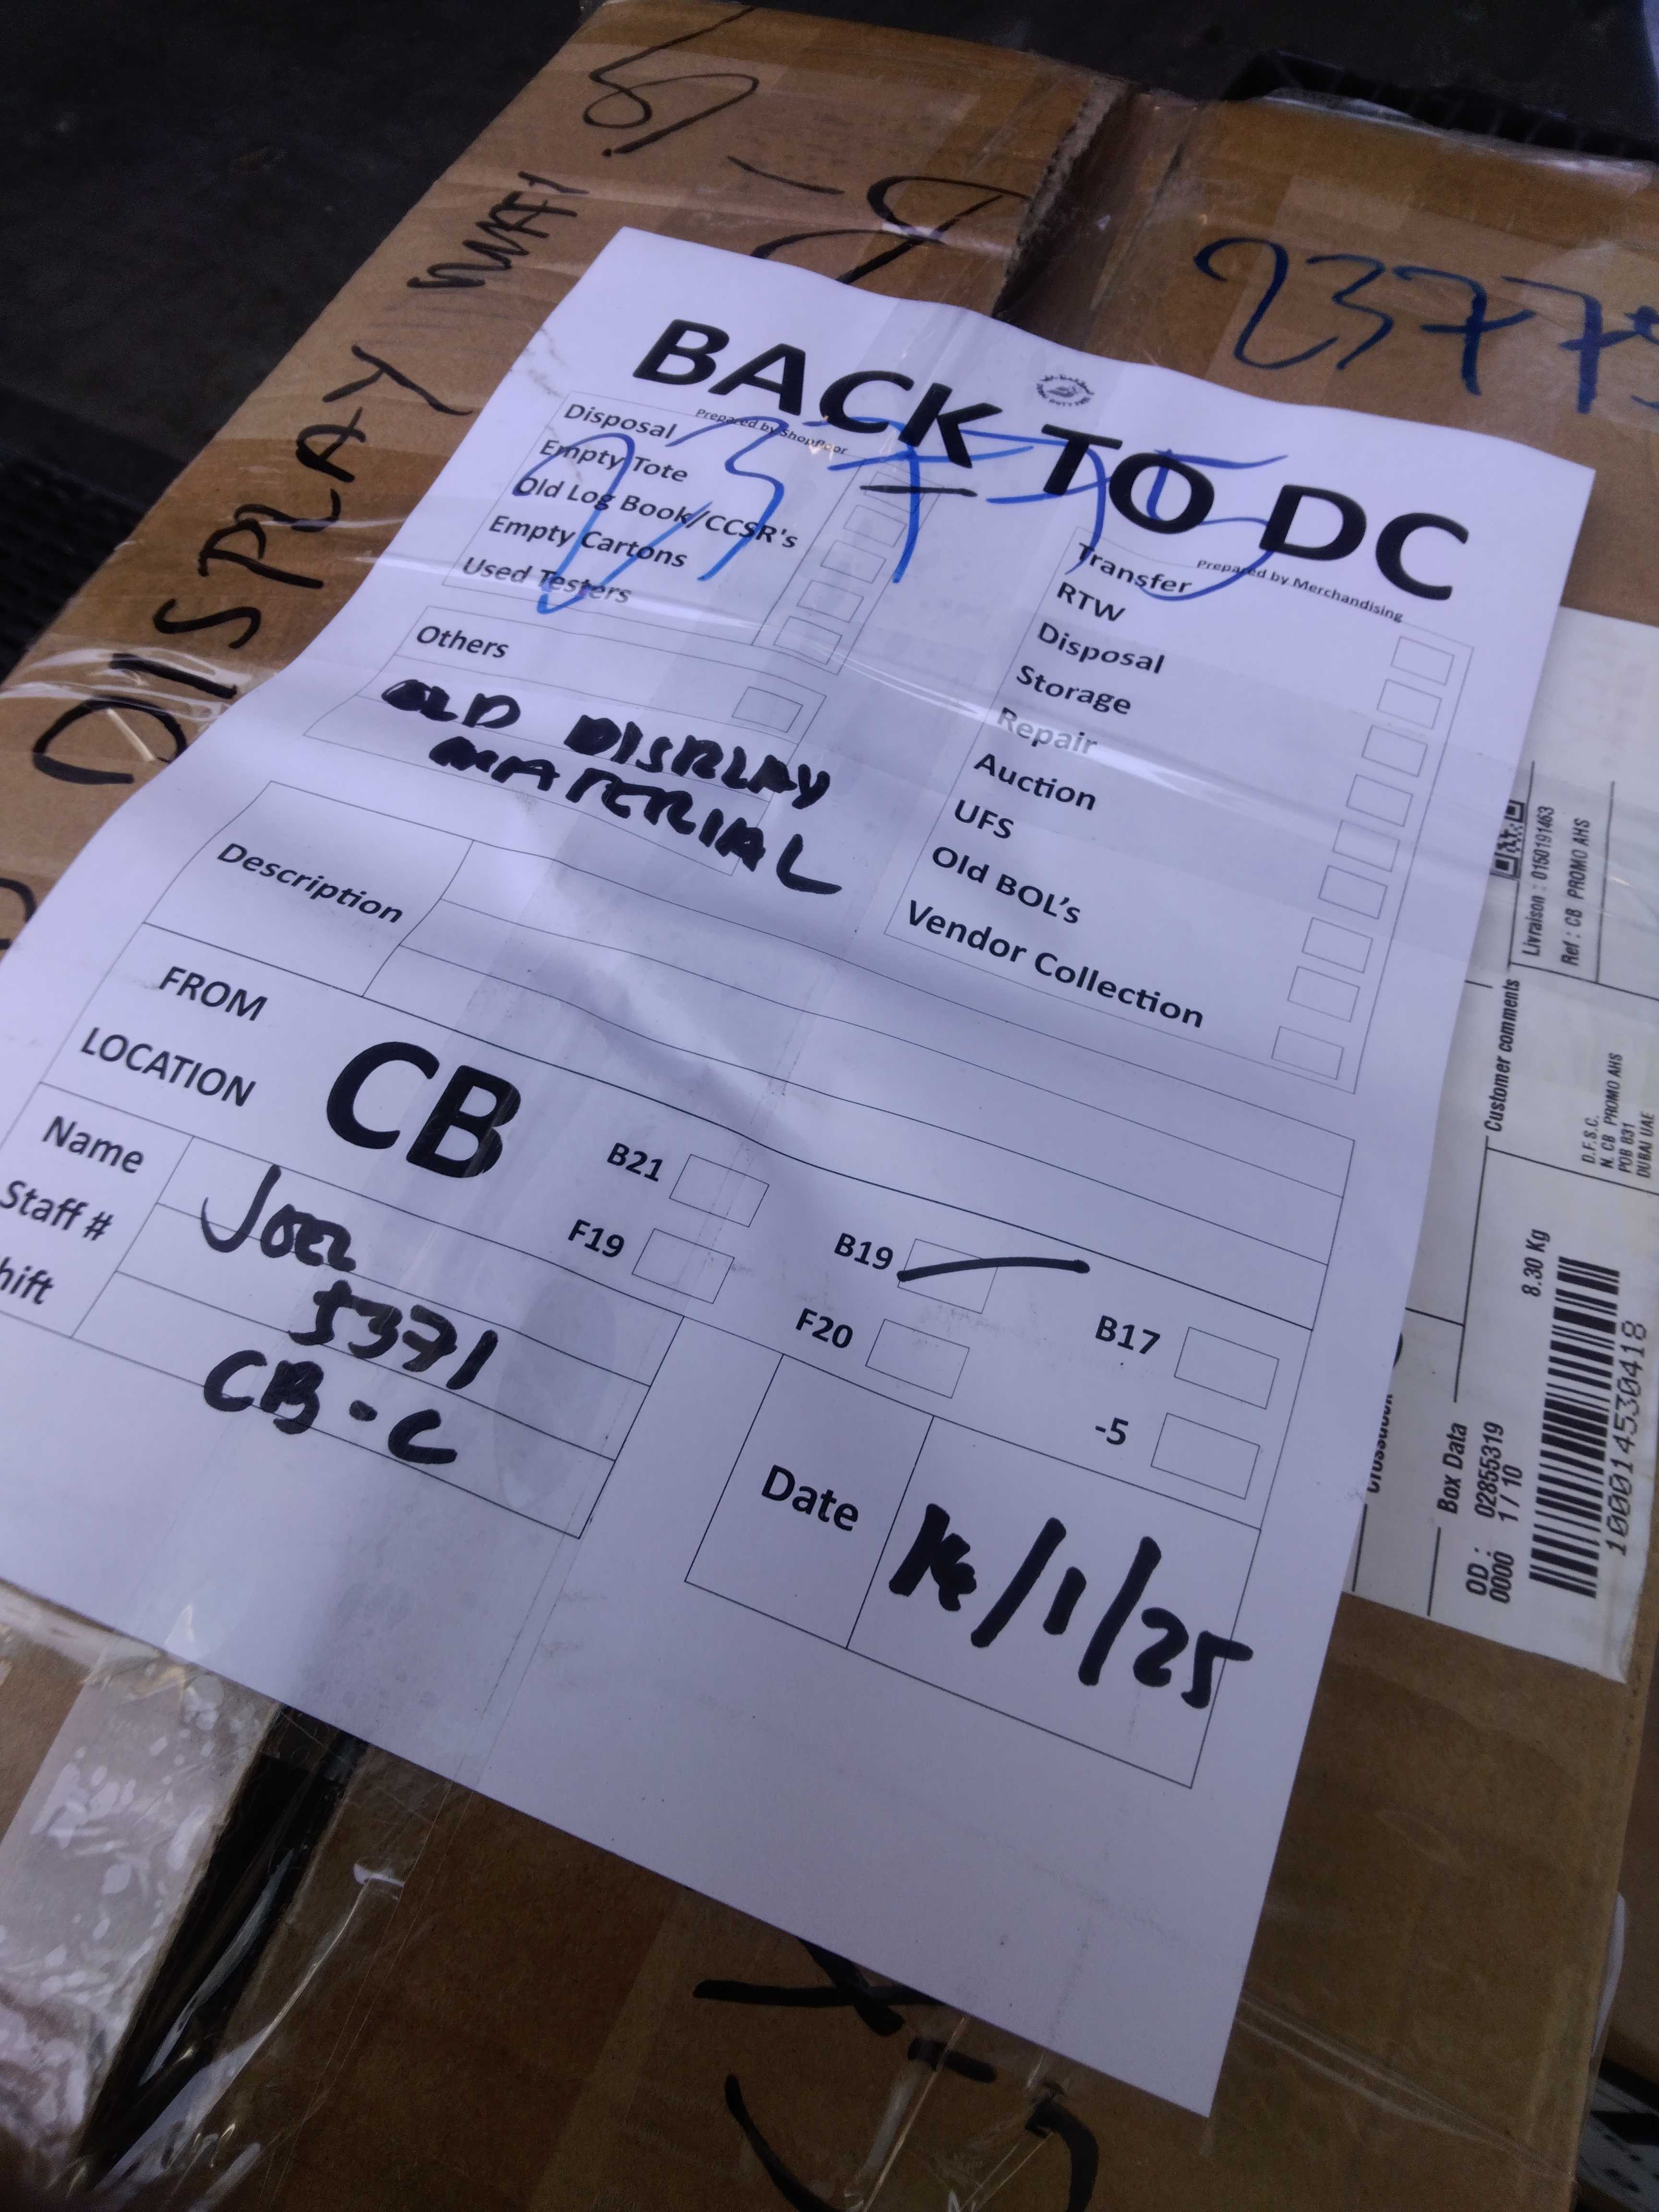 DISPLAY
2377
BACK TO DC
Prepared by Shopfloor
Disposal
Empty Tote
Old Log Book/CCSR's
Empty Cartons
Used Testers
Others
OLD DISPLAY
MATERIAL
Prepared by Merchandising
Transfer
RTW
Disposal
Storage
Repair
Auction
UFS
Old BOL's
Vendor Collection
Description
FROM
LOCATION
CB
B21
B19
B17
F19
F20
-5
Name
Joel
Staff #
5371
hift
CB-C
Date
/1/25
Livraison : 0150191463
Ref : CB PROMO AHS
Customer comments
D.F.S.C.
N. CB PROMO AHS
POB 831
DUBAI UAE
8.30 Kg
Box Data
OD : 02855319
0000 1 / 10
10001453​0418